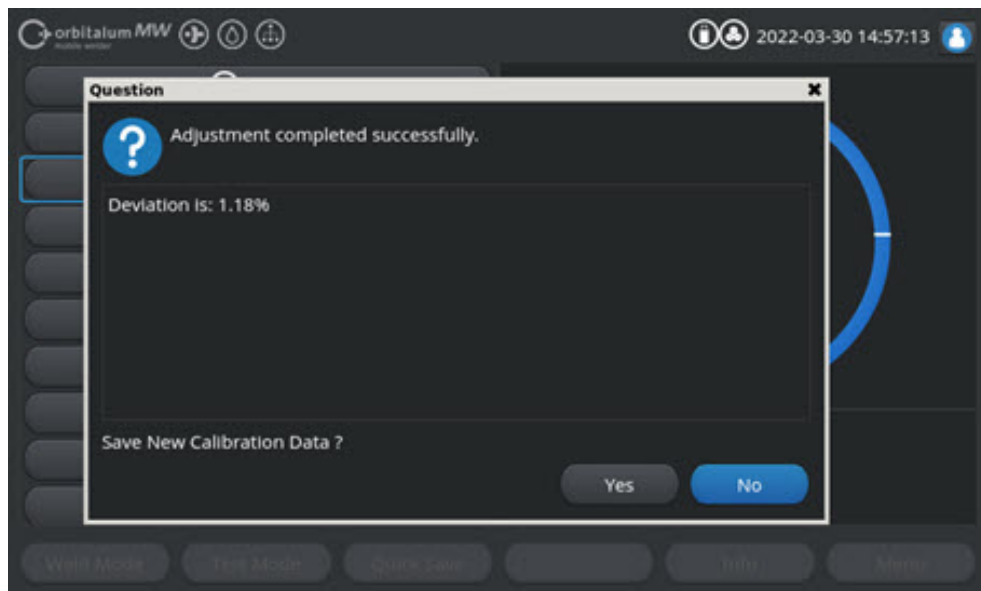 orbitalum MW
mobile welder
2022-03-30 14:57:13
Question
Adjustment completed successfully.
Deviation is: 1.18%
Save New Calibration Data ?
Yes
No
Weld Mode
Test Mode
Quick Save
Info
Menu